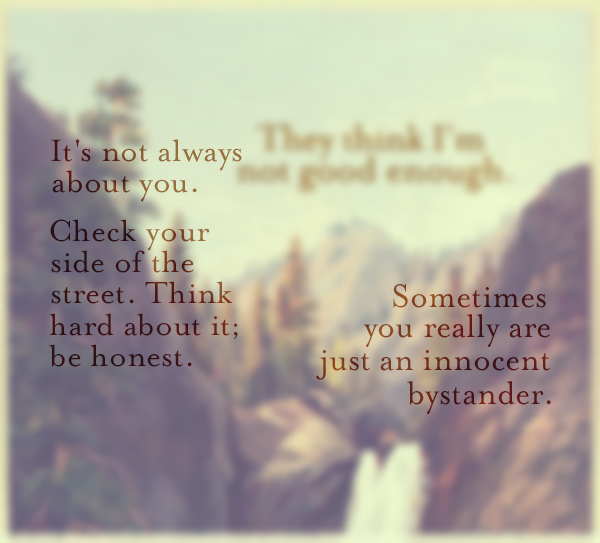 They think I'm
not good enough.
It's not always
about you.
Check your
side of the
street. Think
hard about it;
be honest.
Sometimes
you really are
just an innocent
bystander.